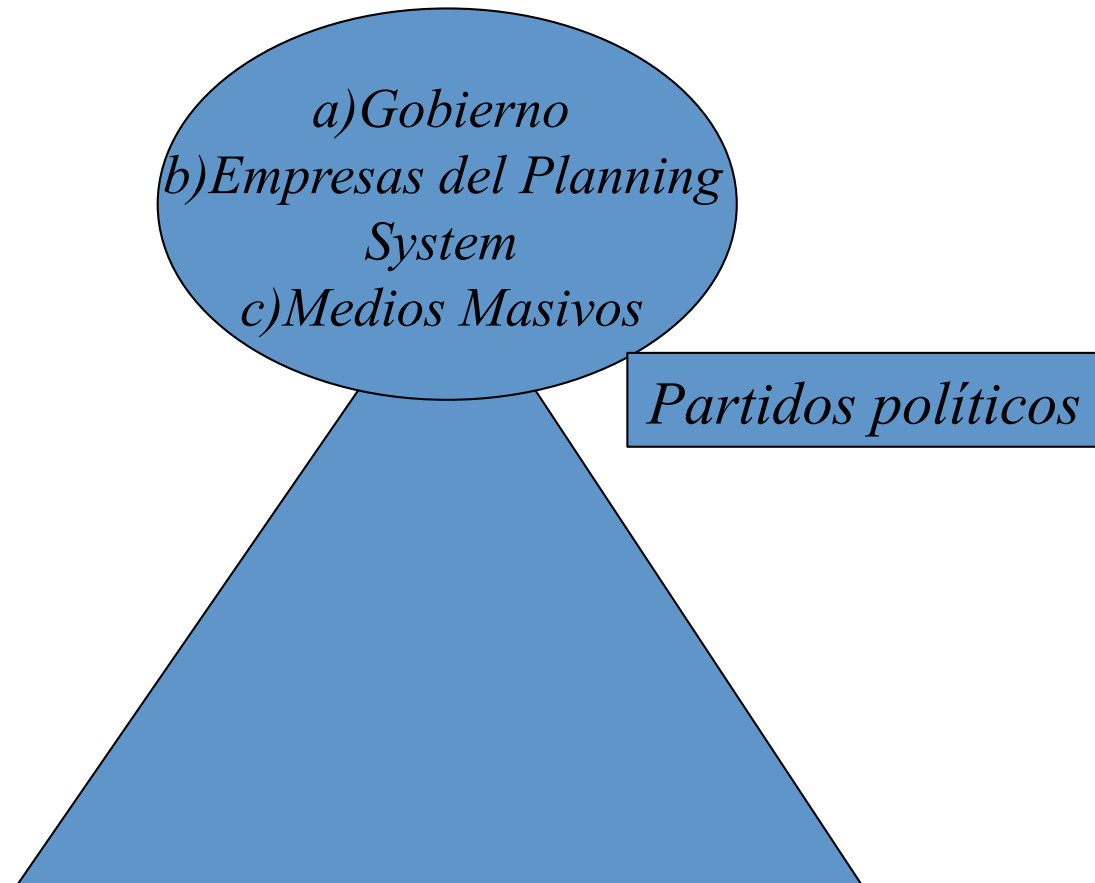 a)Gobierno
b)Empresas del Planning
System
c)Medios Masivos
Partidos políticos